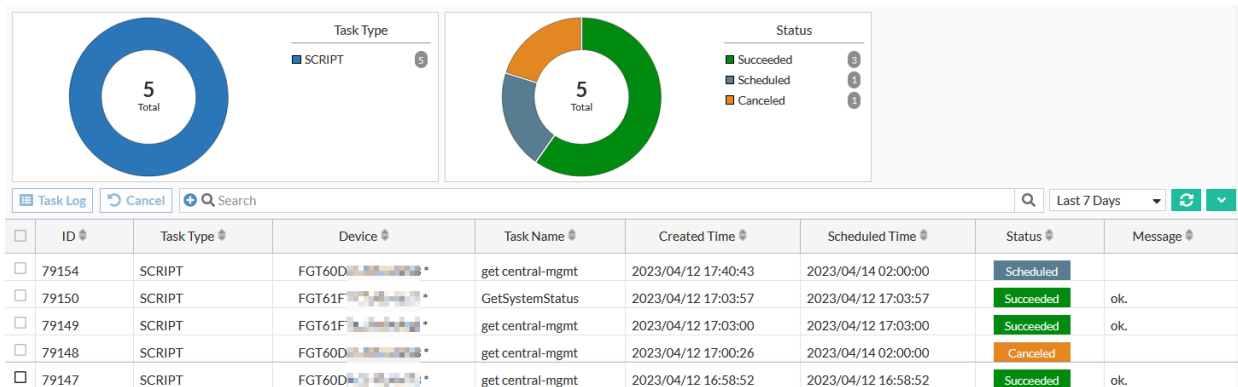 Task Type
SCRIPT 5
5
Total
Status
Succeeded 3
Scheduled 1
Canceled 1
5
Total
Task Log Cancel Search Last 7 Days
ID Task Type Device Task Name Created Time Scheduled Time Status Message
79154 SCRIPT FGT60D * get central-mgmt 2023/04/12 17:40:43 2023/04/14 02:00:00 Scheduled
79150 SCRIPT FGT61F * GetSystemStatus 2023/04/12 17:03:57 2023/04/12 17:03:57 Succeeded ok.
79149 SCRIPT FGT61F * get central-mgmt 2023/04/12 17:03:00 2023/04/12 17:03:00 Succeeded ok.
79148 SCRIPT FGT60D * get central-mgmt 2023/04/12 17:00:26 2023/04/14 02:00:00 Canceled
79147 SCRIPT FGT60D * get central-mgmt 2023/04/12 16:58:52 2023/04/12 16:58:52 Succeeded ok.